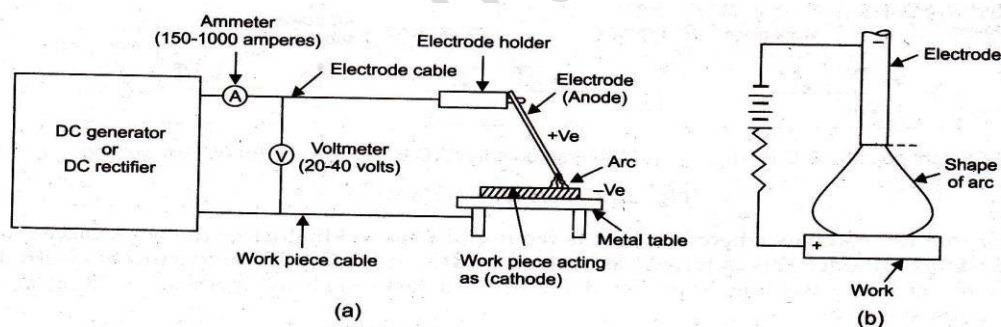 Ammeter
(150-1000 amperes)
Electrode holder
Electrode cable
Electrode
(Anode)
A
+Ve
DC generator
or
DC rectifier
V
Voltmeter
(20-40 volts)
Arc
–Ve
Metal table
Work piece cable
Work piece acting
as (cathode)
(a)
–
Electrode
Shape
of arc
+
Work
(b)